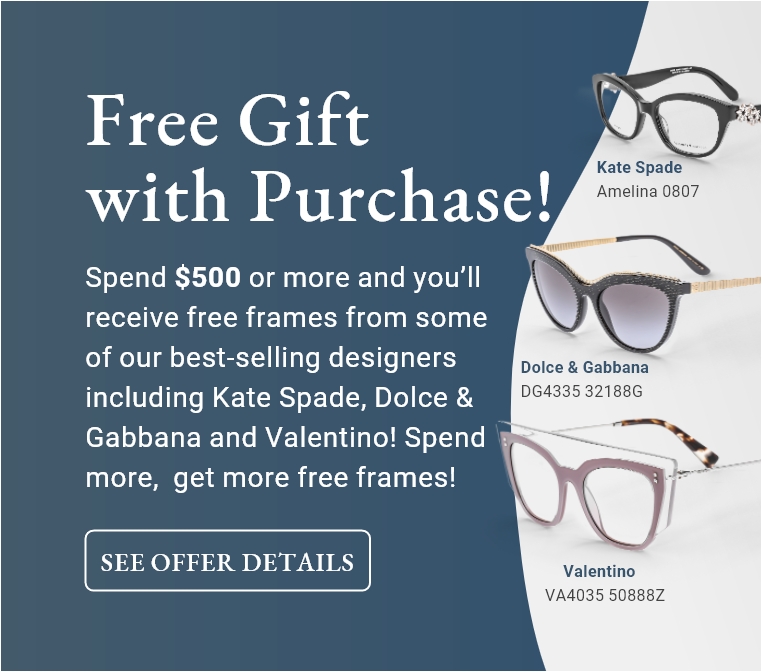 Free Gift
with Purchase!
Spend $500 or more and you’ll
receive free frames from some
of our best-selling designers
including Kate Spade, Dolce &
Gabbana and Valentino! Spend
more,  get more free frames!
SEE OFFER DETAILS
Kate Spade
Amelina 0807
Dolce & Gabbana
DG4335 32188G
Valentino
VA4035 50888Z